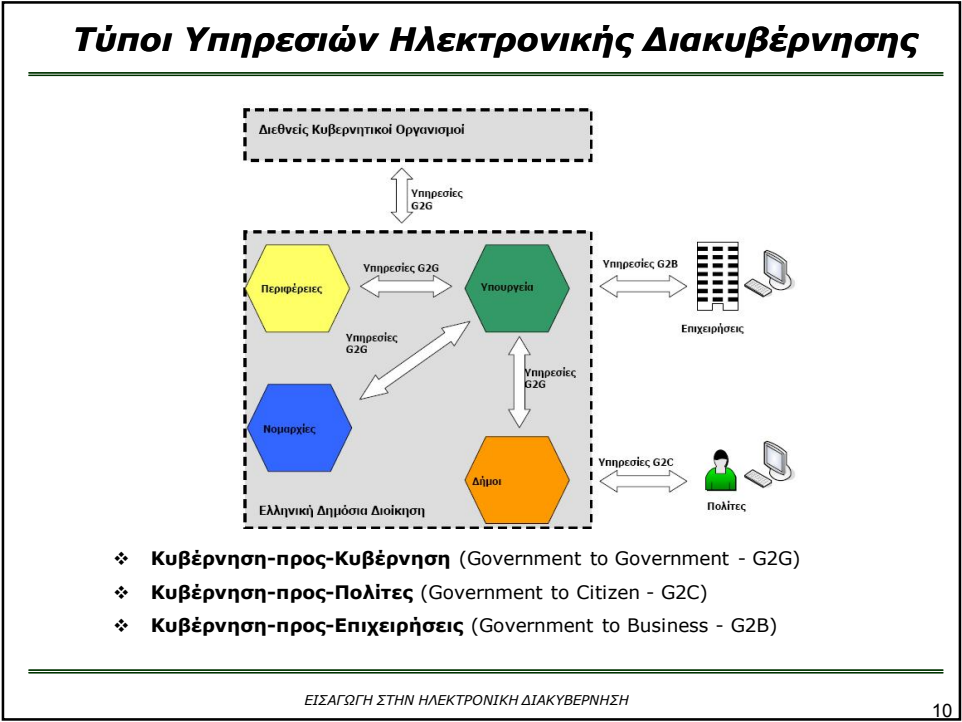 Τύποι Υπηρεσιών Ηλεκτρονικής Διακυβέρνησης
Διεθνείς Κυβερνητικοί Οργανισμοί
Υπηρεσίες
G2G
Περιφέρειες
Υπηρεσίες G2G
Υπουργεία
Υπηρεσίες G2B
Επιχειρήσεις
Υπηρεσίες
G2G
Υπηρεσίες
G2G
Νομαρχίες
Δήμοι
Υπηρεσίες G2C
Πολίτες
Ελληνική Δημόσια Διοίκηση
❖ Κυβέρνηση-προς-Κυβέρνηση (Government to Government - G2G)
❖ Κυβέρνηση-προς-Πολίτες (Government to Citizen - G2C)
❖ Κυβέρνηση-προς-Επιχειρήσεις (Government to Business - G2B)
ΕΙΣΑΓΩΓΗ ΣΤΗΝ ΗΛΕΚΤΡΟΝΙΚΗ ΔΙΑΚΥΒΕΡΝΗΣΗ
10